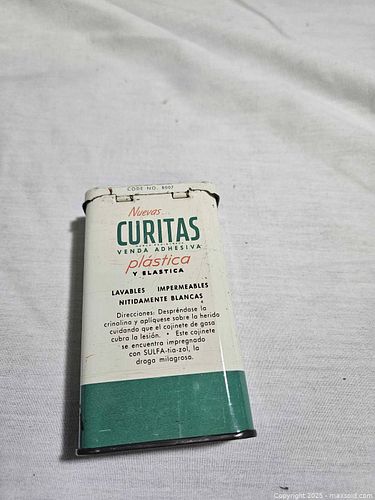 CODE NO. 8007
Nuevas...
CURITAS
VENDA ADHESIVA
plástica
Y ELASTICA
LAVABLES IMPERMEABLES
NITIDAMENTE BLANCAS
Direcciones: Despréndase la
crinolina y aplíquese sobre la herida
cuidando que el cojinete de gasa
cubra la lesión. • Este cojinete
se encuentra impregnado
con SULFA-tia-zol, la
droga milagrosa.
Copyright 2025 - maxsold.com